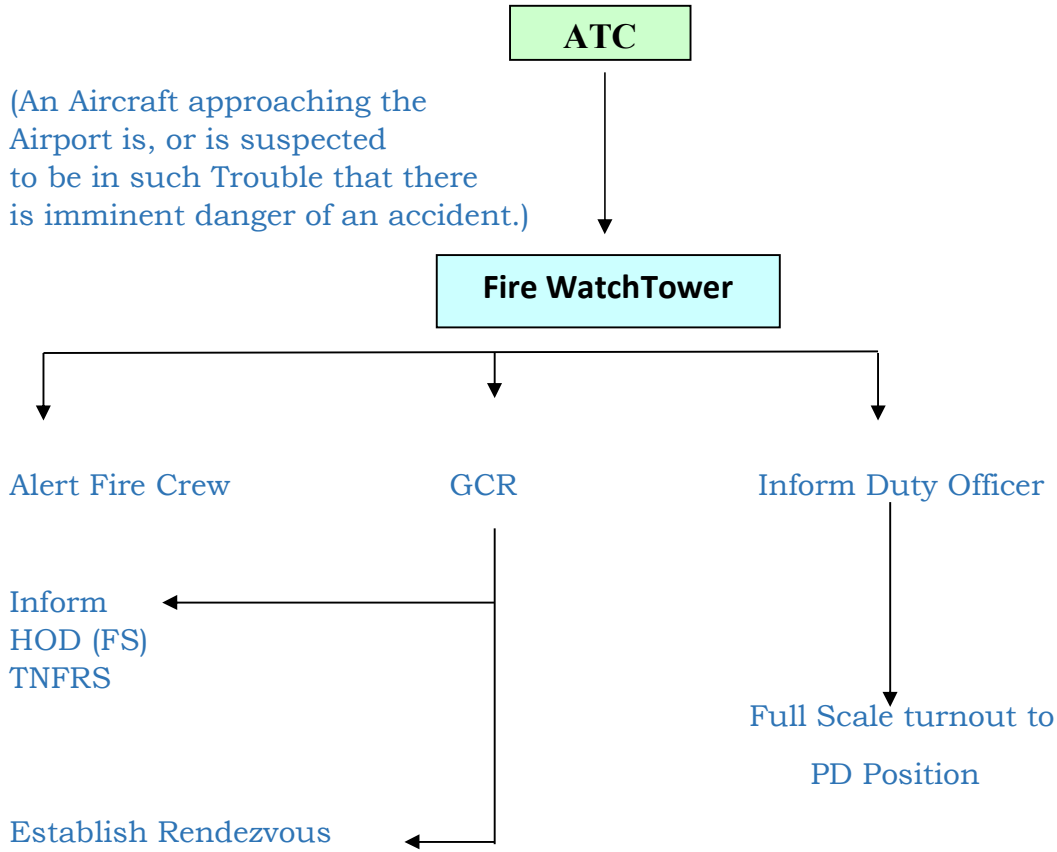 ATC
(An Aircraft approaching the
Airport is, or is suspected
to be in such Trouble that there
is imminent danger of an accident.)
Fire WatchTower
Alert Fire Crew
GCR
Inform Duty Officer
Inform
HOD (FS)
TNFRS
Full Scale turnout to
PD Position
Establish Rendezvous